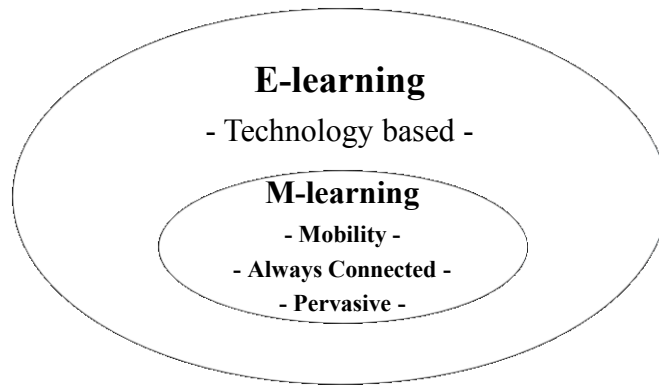 E-learning
- Technology based -
M-learning
- Mobility -
- Always Connected -
- Pervasive -